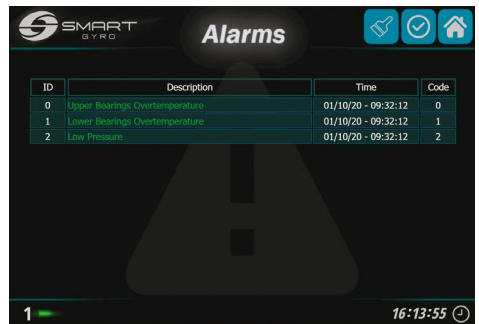 SMART
GYRO
Alarms
ID Description Time Code
0 Upper Bearings Overtemperature 01/10/20 - 09:32:12 0
1 Lower Bearings Overtemperature 01/10/20 - 09:32:12 1
2 Low Pressure 01/10/20 - 09:32:12 2
1 16:13:55